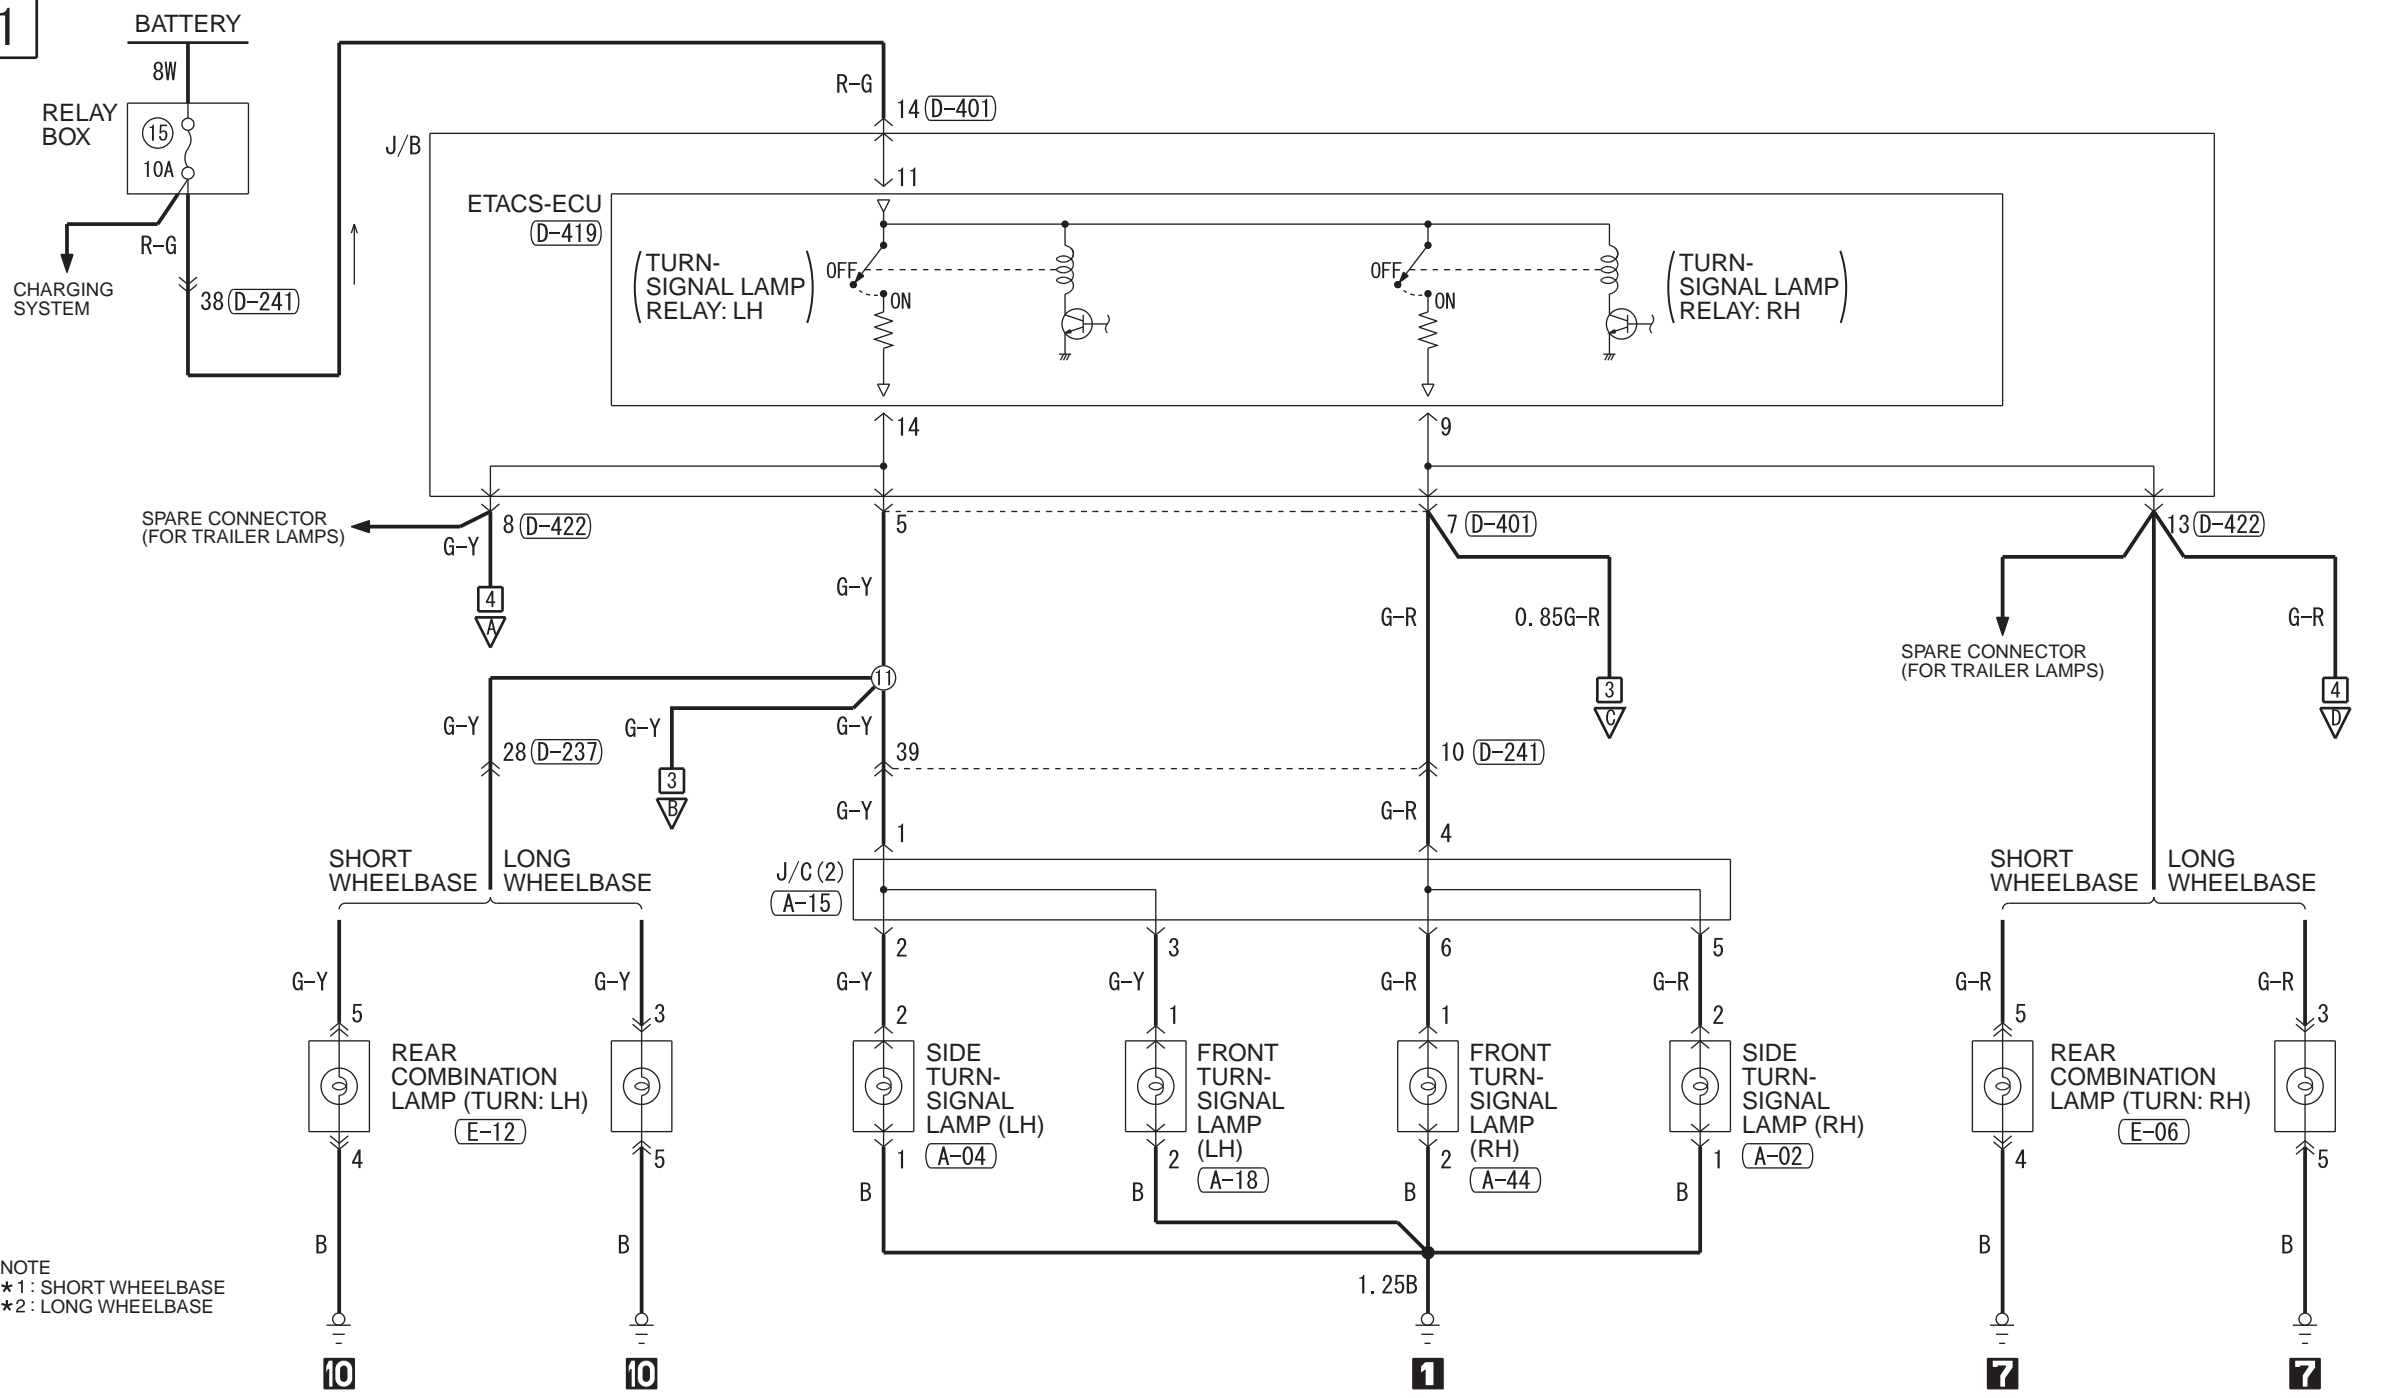 1
BATTERY
8W
RELAY
BOX
15
10A
R-G
CHARGING
SYSTEM
38 D-241
R-G
14 D-401
J/B
11
ETACS-ECU
D-419
TURN-
SIGNAL LAMP
RELAY: LH
OFF
ON
OFF
ON
TURN-
SIGNAL LAMP
RELAY: RH
14
9
SPARE CONNECTOR
(FOR TRAILER LAMPS)
8 D-422
G-Y
4
A
5
G-Y
7 D-401
G-R
0.85G-R
3
C
13 D-422
SPARE CONNECTOR
(FOR TRAILER LAMPS)
G-R
4
D
11
G-Y
28 D-237
G-Y
3
B
G-Y
39
10 D-241
G-Y
G-R
1
4
SHORT
WHEELBASE
LONG
WHEELBASE
J/C(2)
A-15
SHORT
WHEELBASE
LONG
WHEELBASE
2
3
6
5
G-Y
G-Y
G-Y
G-Y
G-R
G-R
G-R
G-R
5
3
2
1
1
2
5
3
REAR
COMBINATION
LAMP (TURN: LH)
E-12
SIDE
TURN-
SIGNAL
LAMP (LH)
A-04
FRONT
TURN-
SIGNAL
LAMP
(LH)
A-18
FRONT
TURN-
SIGNAL
LAMP
(RH)
A-44
SIDE
TURN-
SIGNAL
LAMP (RH)
A-02
REAR
COMBINATION
LAMP (TURN: RH)
E-06
4
5
1
2
2
1
4
5
B
B
B
B
B
B
B
B
1.25B
NOTE
*1: SHORT WHEELBASE
*2: LONG WHEELBASE
10
10
1
7
7